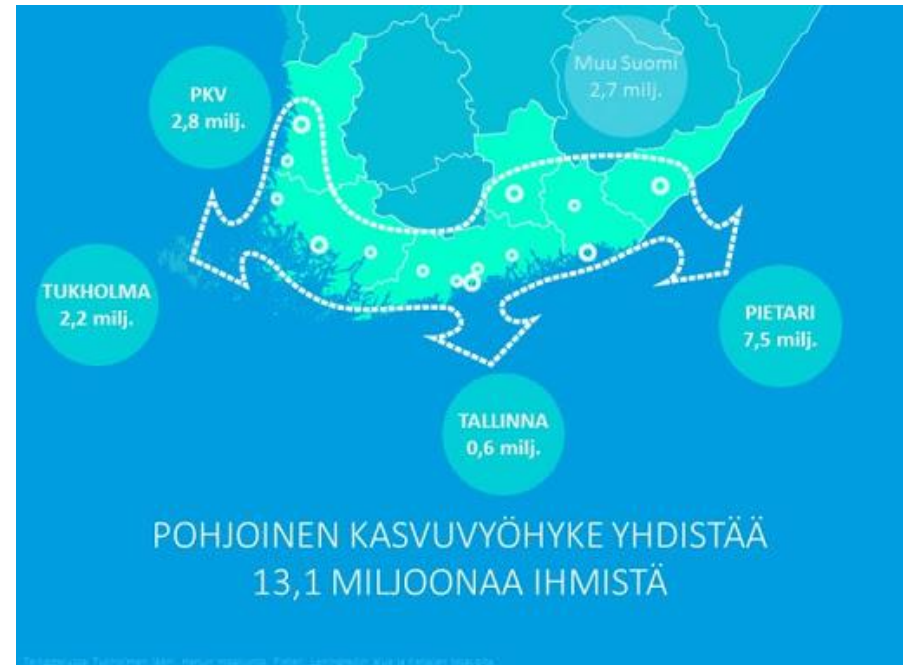 Muu Suomi
2,7 milj.
PKV
2,8 milj.
TUKHOLMA
2,2 milj.
PIETARI
7,5 milj.
TALLINNA
0,6 milj.
POHJOINEN KASVUVYÖHYKE YHDISTÄÄ
13,1 MILJOONAA IHMISTÄ